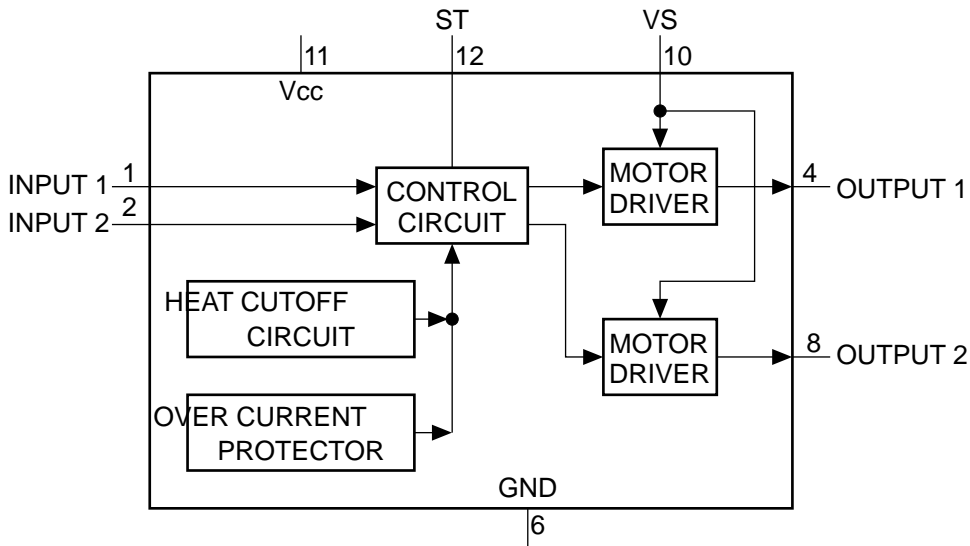 ST
VS
11
12
10
Vcc
INPUT 1
1
INPUT 2
2
CONTROL
CIRCUIT
MOTOR
DRIVER
4
OUTPUT 1
HEAT CUTOFF
CIRCUIT
MOTOR
DRIVER
8
OUTPUT 2
OVER CURRENT
PROTECTOR
GND
6